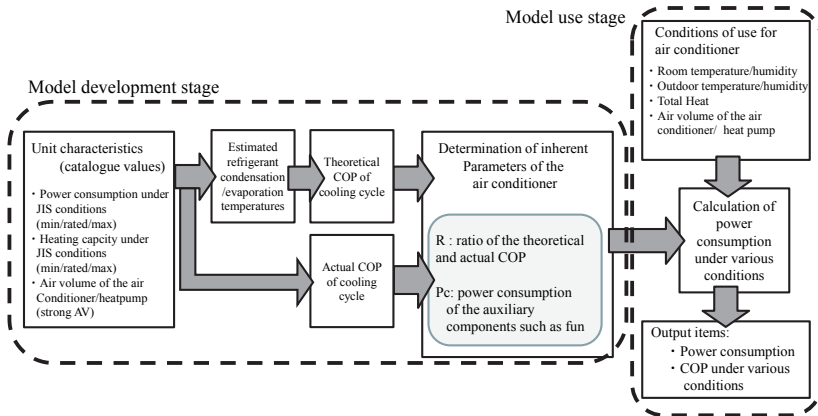 Model use stage
Model development stage
Unit characteristics
(catalogue values)
・Power consumption under
JIS conditions
(min/rated/max)
・Heating capcity under
JIS conditions
(min/rated/max)
・Air volume of the air
Conditioner/heatpump
(strong AV)
Estimated
refrigerant
condensation
/evaporation
temperatures
Theoretical
COP of
cooling cycle
Actual COP
of cooling
cycle
Determination of inherent
Parameters of the
air conditioner
R : ratio of the theoretical
and actual COP
Pc: power consumption
of the auxiliary
components such as fun
Conditions of use for
air conditioner
・Room temperature/humidity
・Outdoor temperature/humidity
・Total Heat
・Air volume of the air
conditioner/ heat pump
Calculation of
power
consumption
under various
conditions
Output items:
・Power consumption
・COP under various
conditions